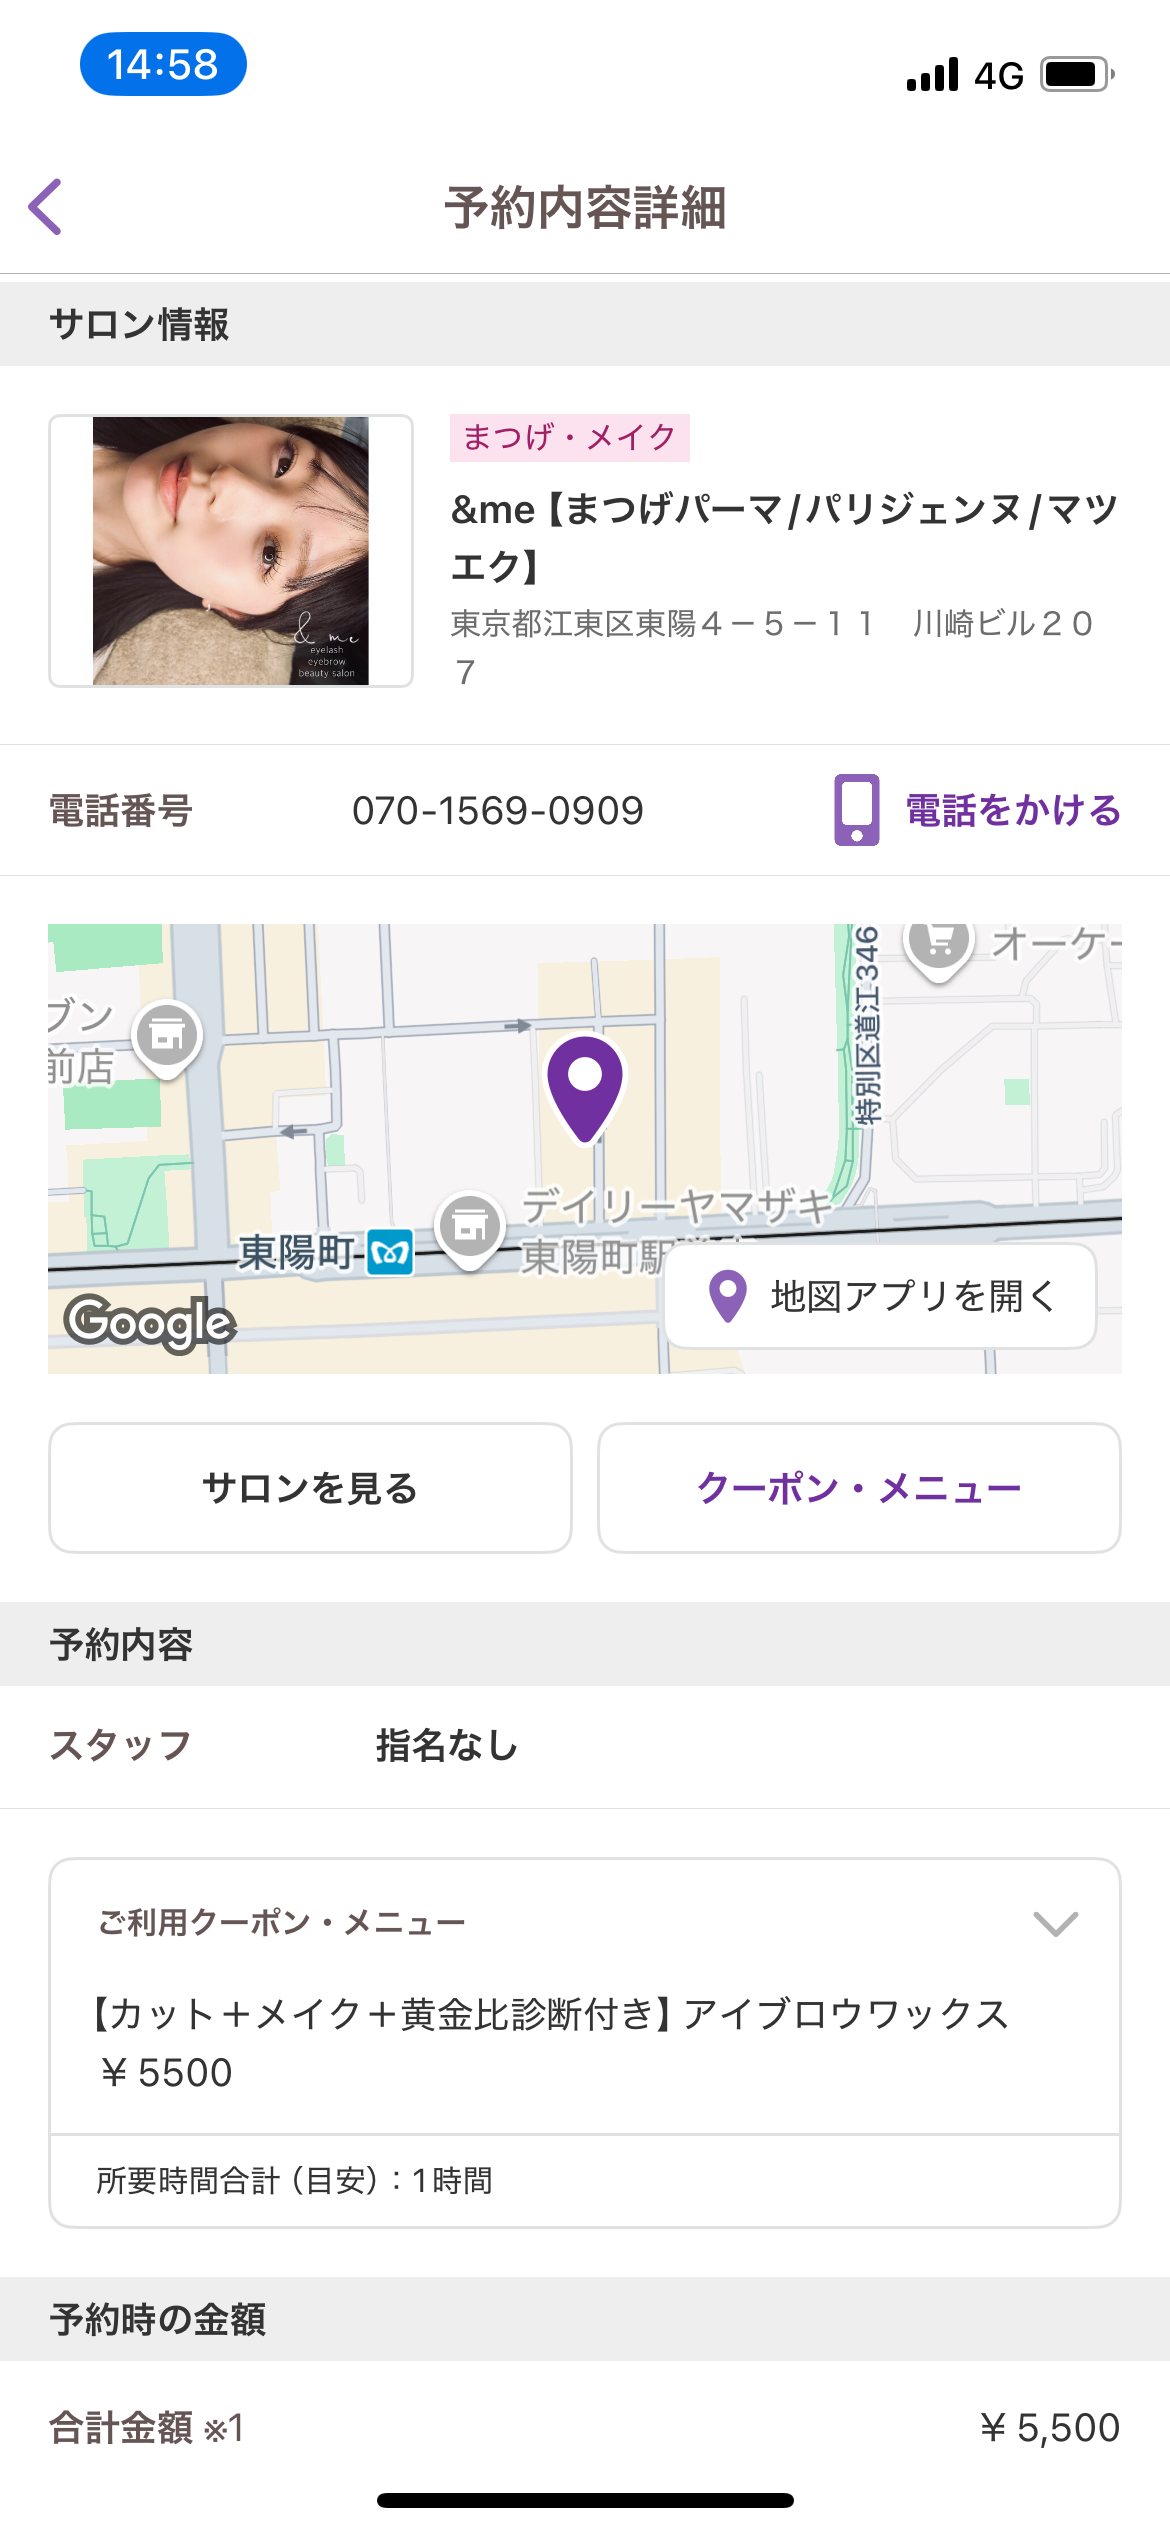 14:58
4G
予約内容詳細
サロン情報
まつげ・メイク
&me【まつげパーマ/パリジェンヌ/マツ
エク】
東京都江東区東陽４－５－１１　川崎ビル２０
７
& me
eyelash
eyebrow
beauty salon
電話番号
070-1569-0909
電話をかける
特別区道江346
オーケー
ブン
前店
デイリーヤマザキ
東陽町駅
東陽町
地図アプリを開く
Google
サロンを見る
クーポン・メニュー
予約内容
スタッフ
指名なし
ご利用クーポン・メニュー
【カット＋メイク＋黄金比診断付き】アイブロウワックス
¥ 5500
所要時間合計（目安）：1時間
予約時の金額
合計金額 ※1
¥ 5,500